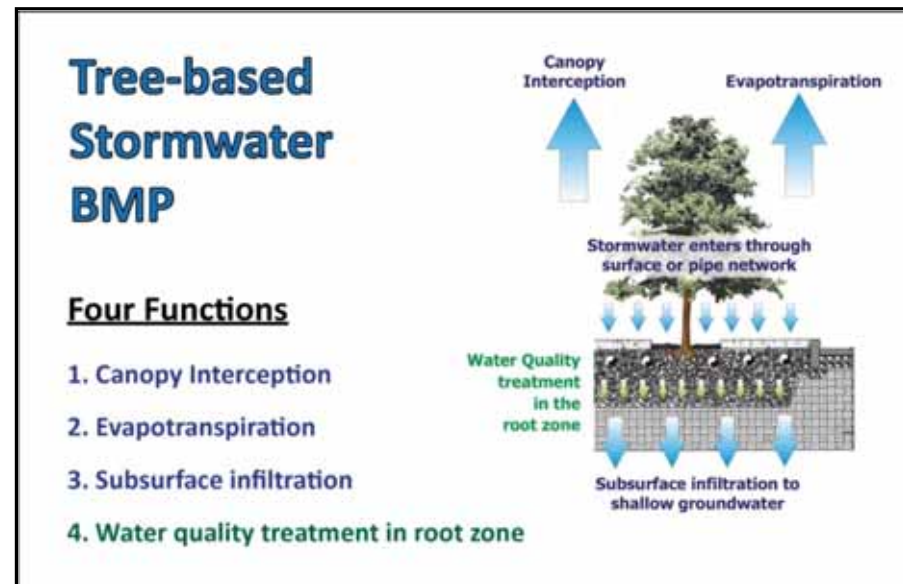 Tree-based
Stormwater
BMP
Four Functions
1. Canopy Interception
2. Evapotranspiration
3. Subsurface infiltration
4. Water quality treatment in root zone
Canopy
Interception
Evapotranspiration
Stormwater enters through
surface or pipe network
Water Quality
treatment
in the
root zone
Subsurface infiltration to
shallow groundwater